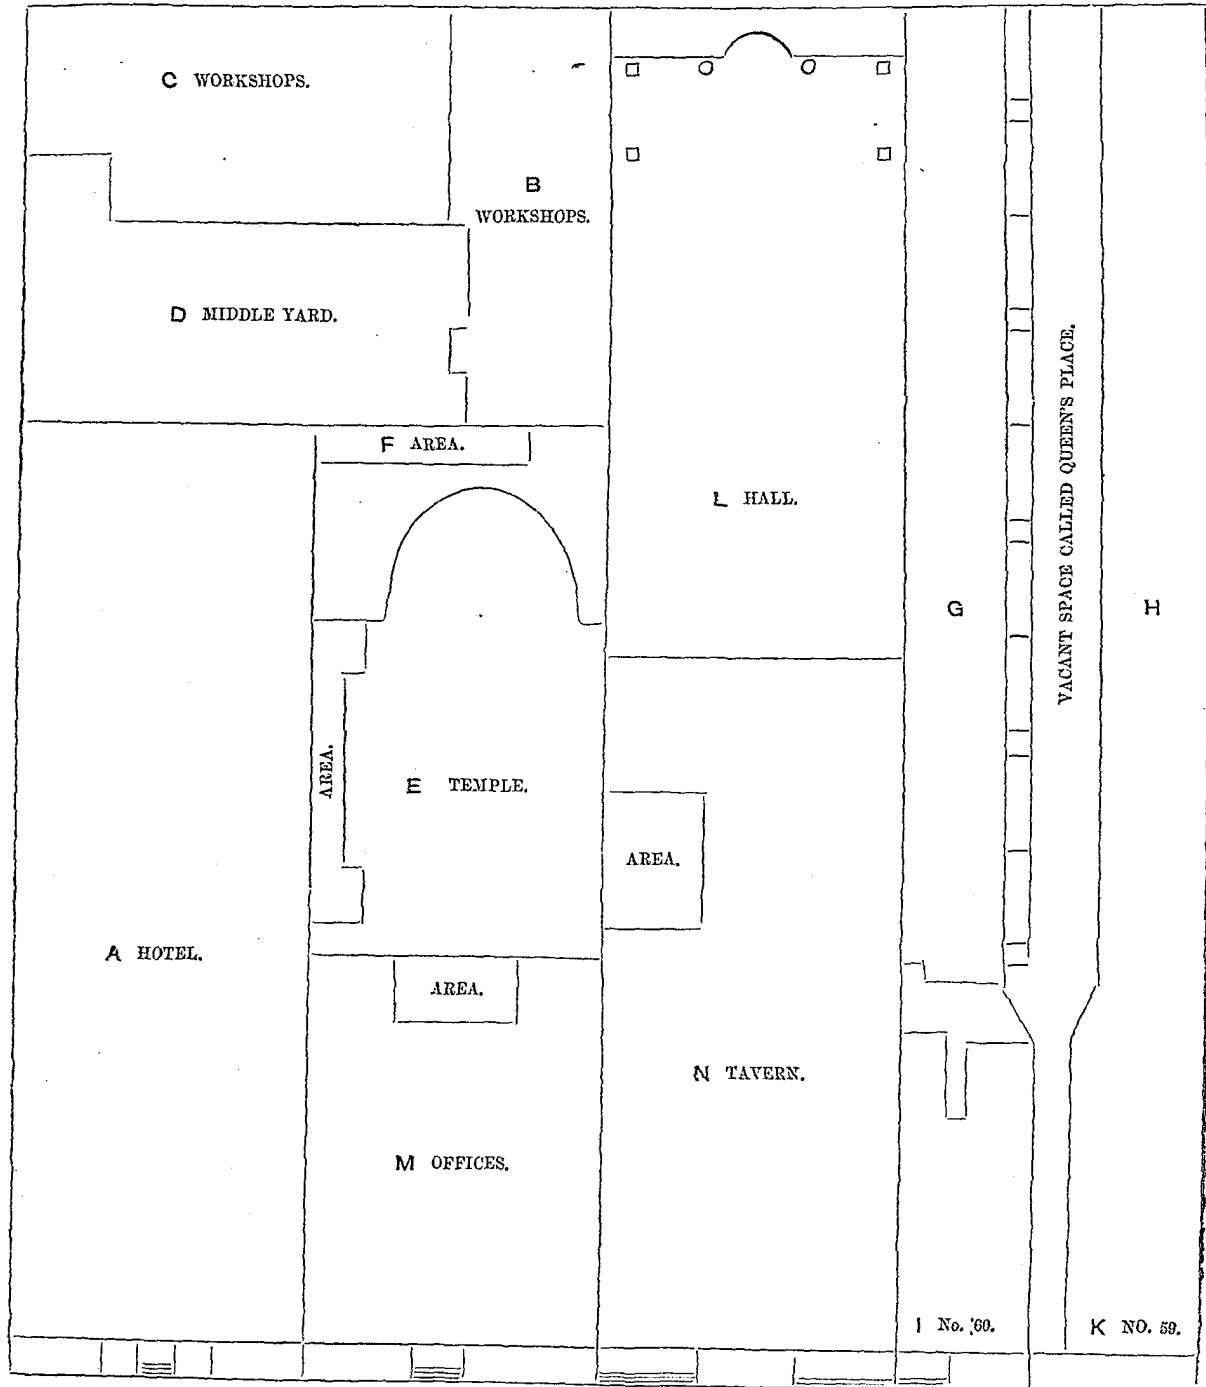 C WORKSHOPS.
B
WORKSHOPS.
D MIDDLE YARD.
F AREA.
L HALL.
VACANT SPACE CALLED QUEEN'S PLACE.
G
H
AREA.
E TEMPLE.
AREA.
A HOTEL.
AREA.
N TAVERN.
M OFFICES.
I No. 60.
K NO. 59.